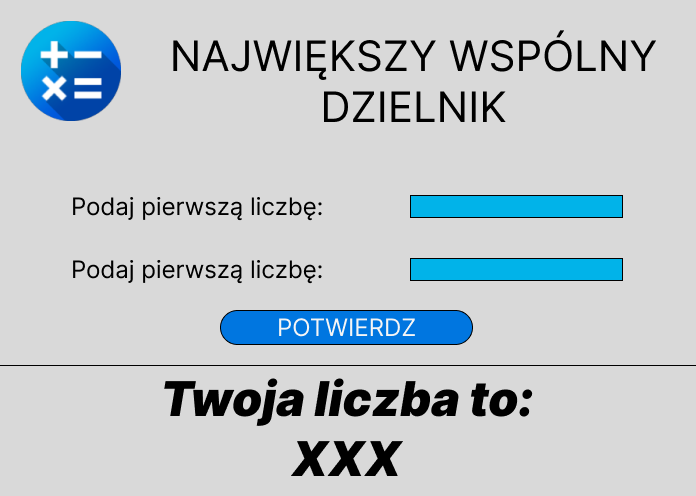 NAJWIĘKSZY WSPÓLNY
DZIELNIK
Podaj pierwszą liczbę:
Podaj pierwszą liczbę:
POTWIERDZ
Twoja liczba to:
XXX